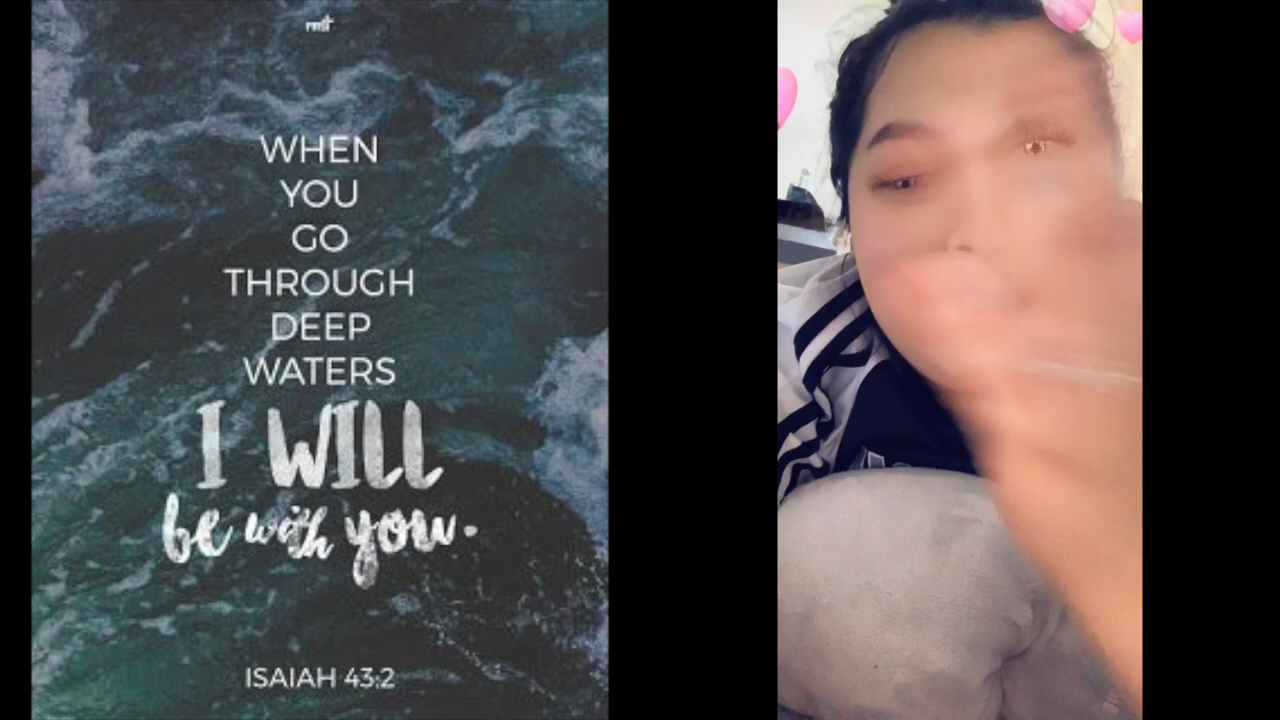 WHEN
YOU
GO
THROUGH
DEEP
WATERS
I WILL
be with you.
ISAIAH 43:2